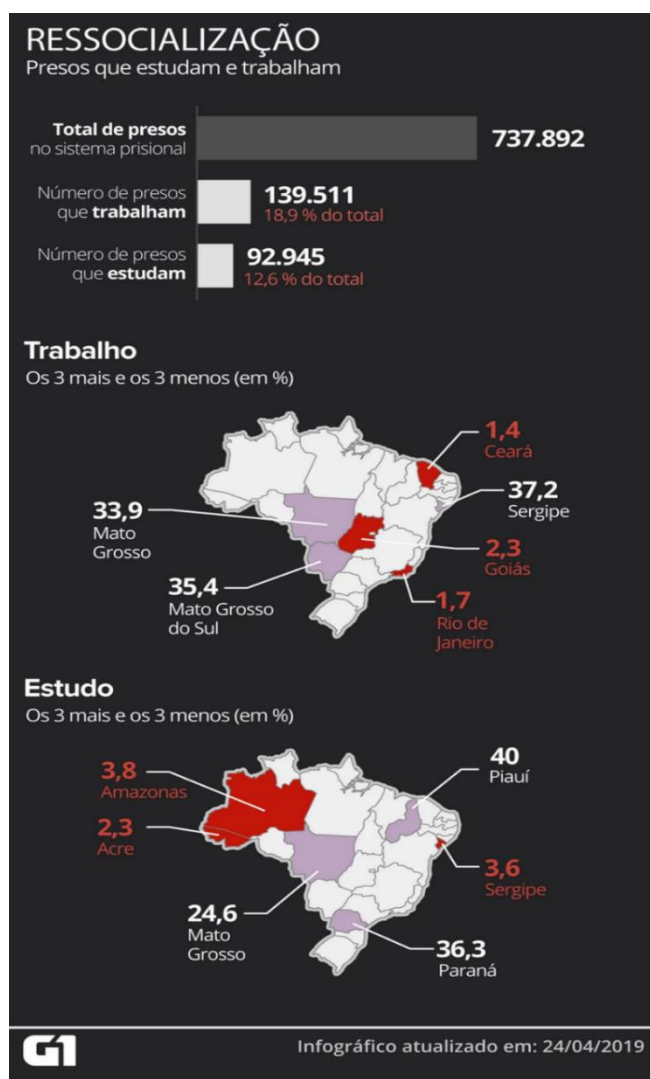 RESSOCIALIZAÇÃO
Presos que estudam e trabalham
Total de presos
no sistema prisional
737.892
Número de presos
que trabalham
139.511
18,9 % do total
Número de presos
que estudam
92.945
12,6 % do total
Trabalho
Os 3 mais e os 3 menos (em %)
1,4
Ceará
37,2
Sergipe
33,9
Mato
Grosso
2,3
Goiás
35,4
Mato Grosso
do Sul
1,7
Rio de
Janeiro
Estudo
Os 3 mais e os 3 menos (em %)
40
Piauí
3,8
Amazonas
2,3
Acre
3,6
Sergipe
24,6
Mato
Grosso
36,3
Paraná
G1
Infográfico atualizado em: 24/04/2019